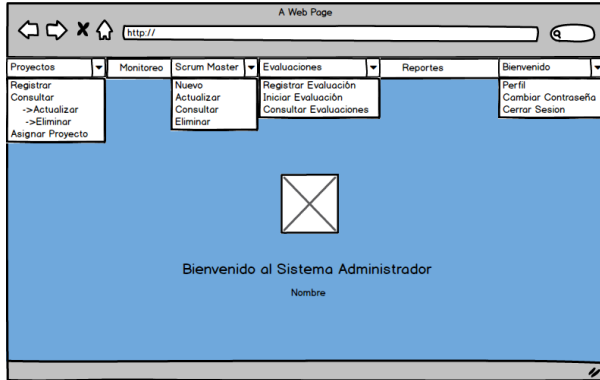 A Web Page
http://
Proyectos Monitoreo Scrum Master Evaluaciones Reportes Bienvenido
Registrar
Consultar
->Actualizar
->Eliminar
Asignar Proyecto
Nuevo
Actualizar
Consultar
Eliminar
Registrar Evaluación
Iniciar Evaluación
Consultar Evaluaciones
Perfil
Cambiar Contraseña
Cerrar Sesion
Bienvenido al Sistema Administrador
Nombre